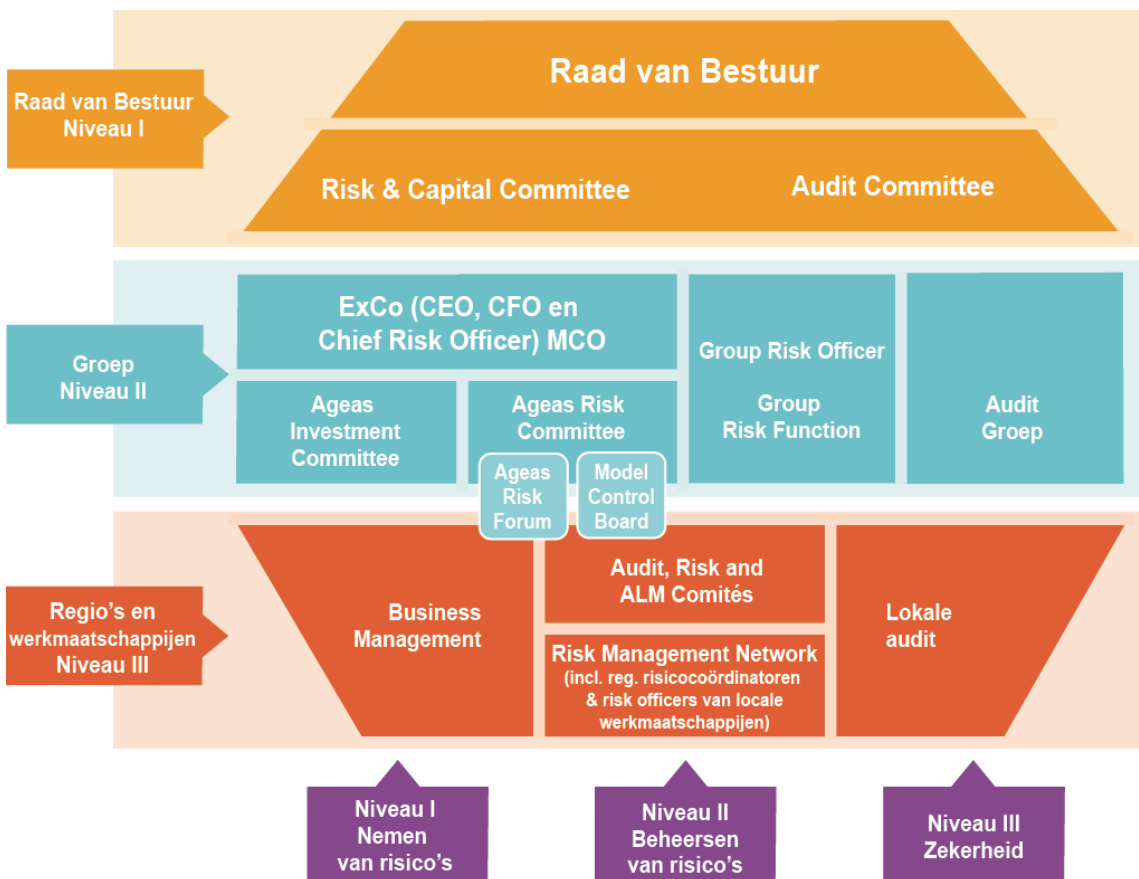 Raad van Bestuur
Niveau I
Raad van Bestuur
Risk & Capital Committee
Audit Committee
Groep
Niveau II
ExCo (CEO, CFO en
Chief Risk Officer) MCO
Ageas
Investment
Committee
Ageas Risk
Committee
Ageas
Risk
Forum
Model
Control
Board
Group Risk Officer
Group
Risk Function
Audit
Groep
Regio's en
werkmaatschappijen
Niveau III
Business
Management
Audit, Risk and
ALM Comités
Risk Management Network
(incl. reg. risicocoördinatoren
& risk officers van locale
werkmaatschappijen)
Lokale
audit
Niveau I
Nemen
van risico's
Niveau II
Beheersen
van risico's
Niveau III
Zekerheid